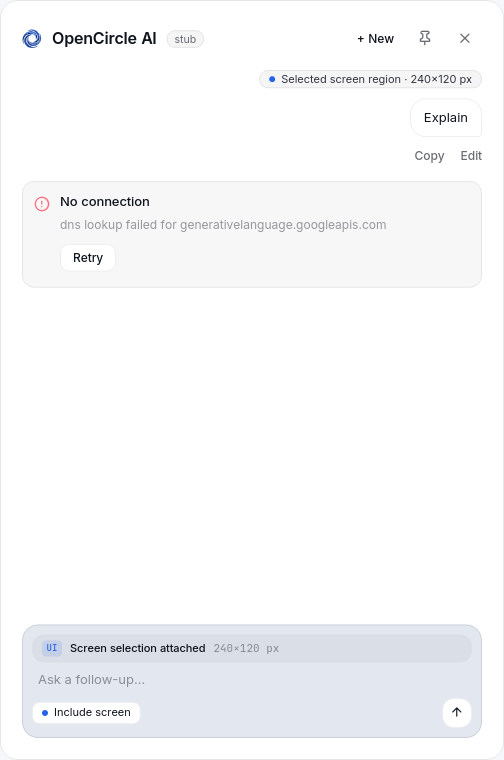 OpenCircle AI stub + New
Selected screen region · 240×120 px
Explain
Copy Edit
No connection
dns lookup failed for generativelanguage.googleapis.com
Retry
UI Screen selection attached 240×120 px
Ask a follow-up...
Include screen